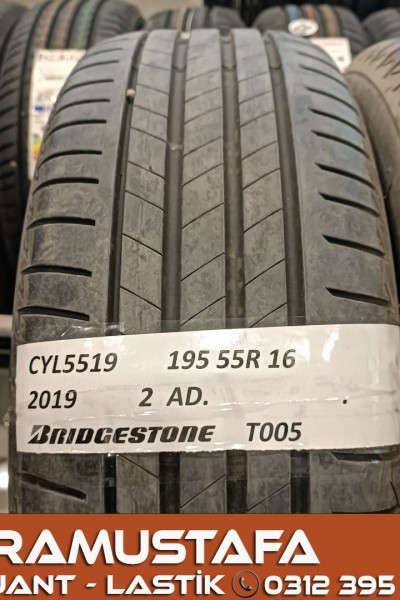 CYL5519 195 55R 16
2019 2 AD. .
BRIDGESTONE T005
RAMUSTAFA
JANT - LASTİK 0312 395